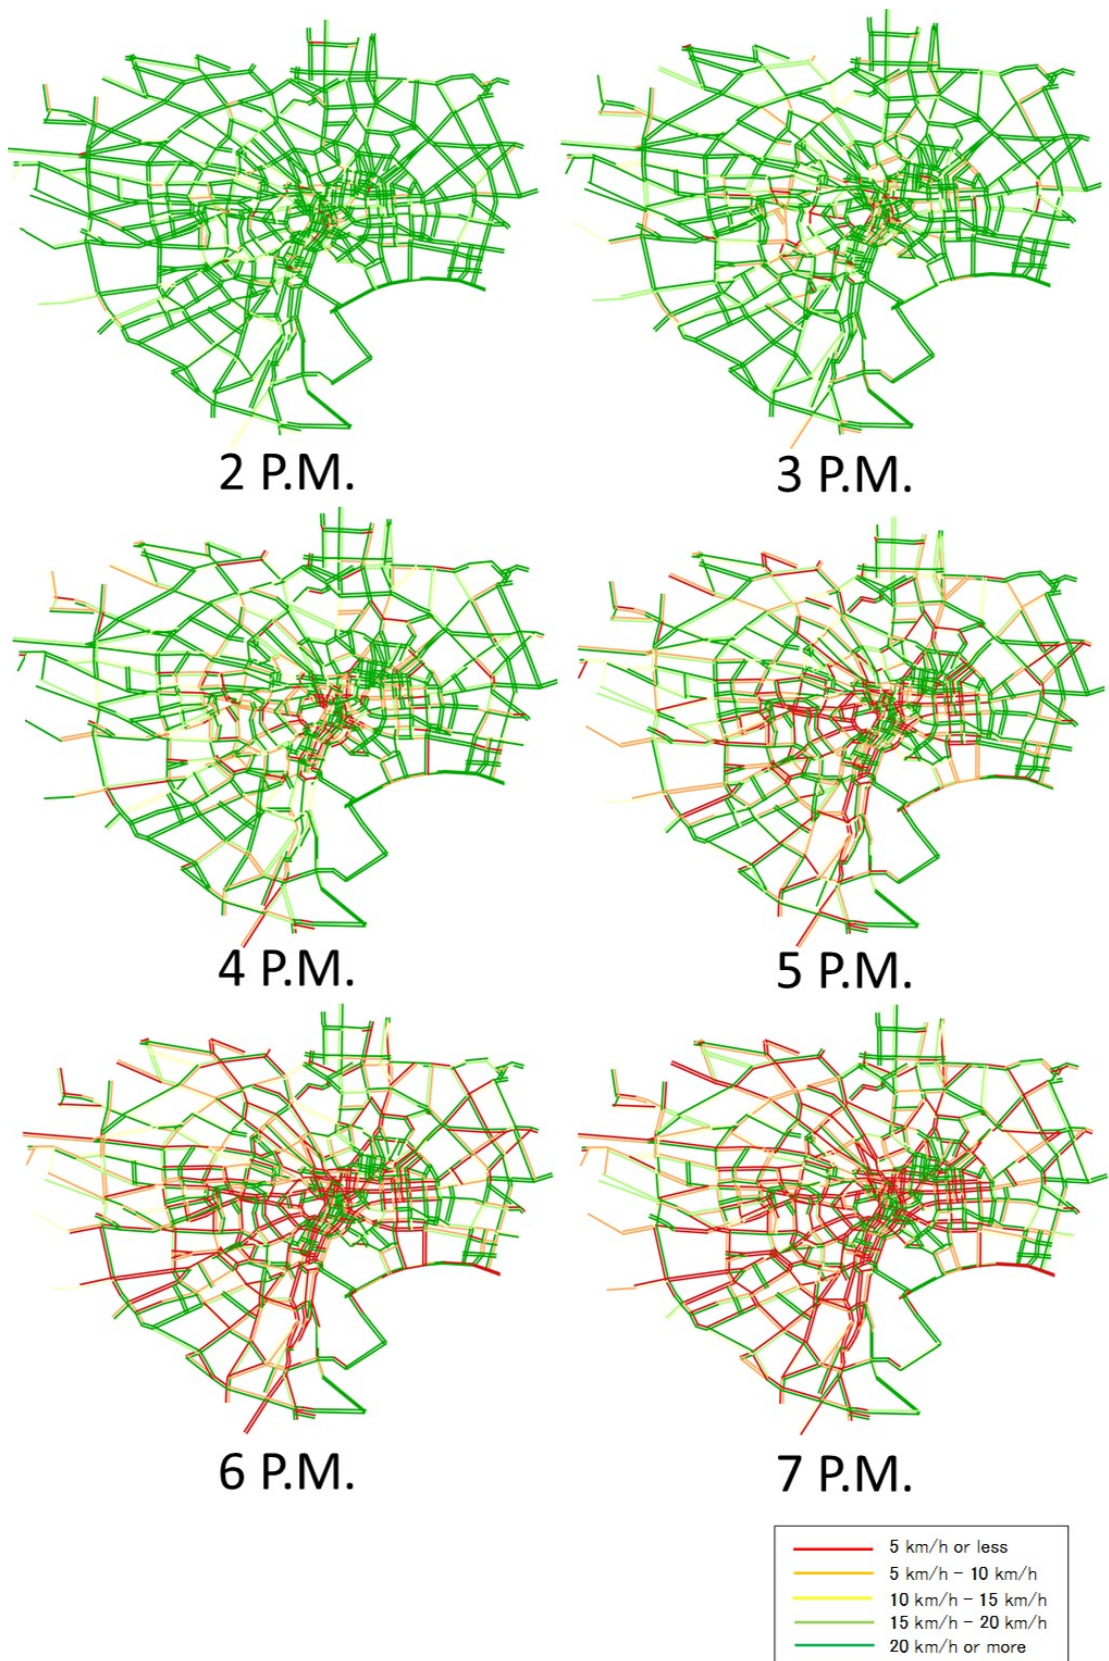 2 P.M.
3 P.M.
4 P.M.
5 P.M.
6 P.M.
7 P.M.
5 km/h or less
5 km/h − 10 km/h
10 km/h − 15 km/h
15 km/h − 20 km/h
20 km/h or more